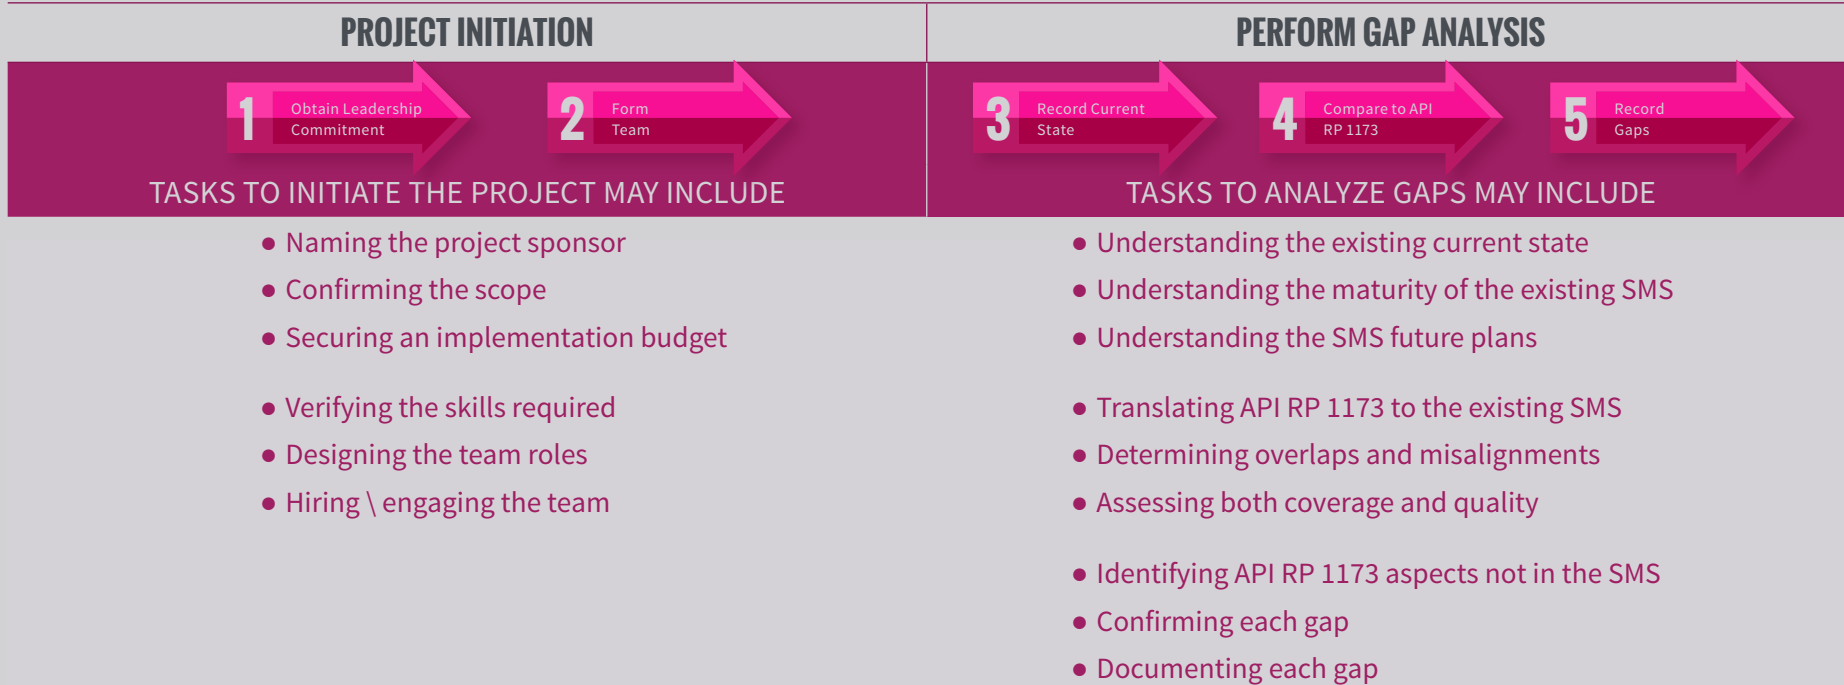 PROJECT INITIATION
1
Obtain Leadership
Commitment
2
Form
Team
TASKS TO INITIATE THE PROJECT MAY INCLUDE
● Naming the project sponsor
● Confirming the scope
● Securing an implementation budget
● Verifying the skills required
● Designing the team roles
● Hiring \ engaging the team
PERFORM GAP ANALYSIS
3
Record Current
State
4
Compare to API
RP 1173
5
Record
Gaps
TASKS TO ANALYZE GAPS MAY INCLUDE
● Understanding the existing current state
● Understanding the maturity of the existing SMS
● Understanding the SMS future plans
● Translating API RP 1173 to the existing SMS
● Determining overlaps and misalignments
● Assessing both coverage and quality
● Identifying API RP 1173 aspects not in the SMS
● Confirming each gap
● Documenting each gap